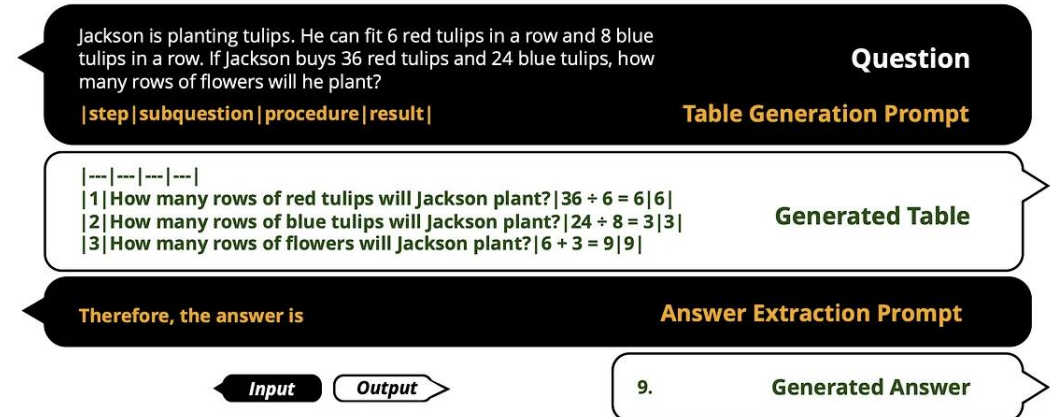 Jackson is planting tulips. He can fit 6 red tulips in a row and 8 blue
tulips in a row. If Jackson buys 36 red tulips and 24 blue tulips, how
many rows of flowers will he plant?
Question
|step|subquestion|procedure|result|
Table Generation Prompt
|---|---|---|---|
|1|How many rows of red tulips will Jackson plant?|36 ÷ 6 = 6|6|
|2|How many rows of blue tulips will Jackson plant?|24 ÷ 8 = 3|3|
|3|How many rows of flowers will Jackson plant?|6 + 3 = 9|9|
Generated Table
Therefore, the answer is
Answer Extraction Prompt
Input
Output
9.
Generated Answer